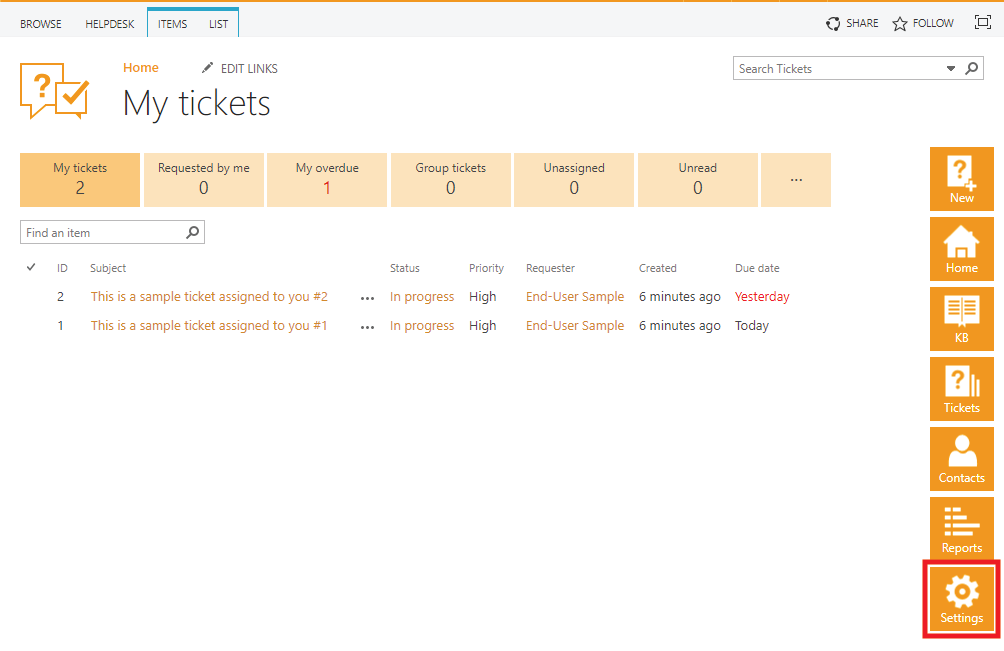 BROWSE HELPDESK ITEMS LIST SHARE FOLLOW
Home EDIT LINKS Search Tickets
My tickets
My tickets Requested by me My overdue Group tickets Unassigned Unread ...
2 0 1 0 0 0
Find an item
ID Subject Status Priority Requester Created Due date
2 This is a sample ticket assigned to you #2 ... In progress High End-User Sample 6 minutes ago Yesterday
1 This is a sample ticket assigned to you #1 ... In progress High End-User Sample 6 minutes ago Today
New
Home
KB
Tickets
Contacts
Reports
Settings